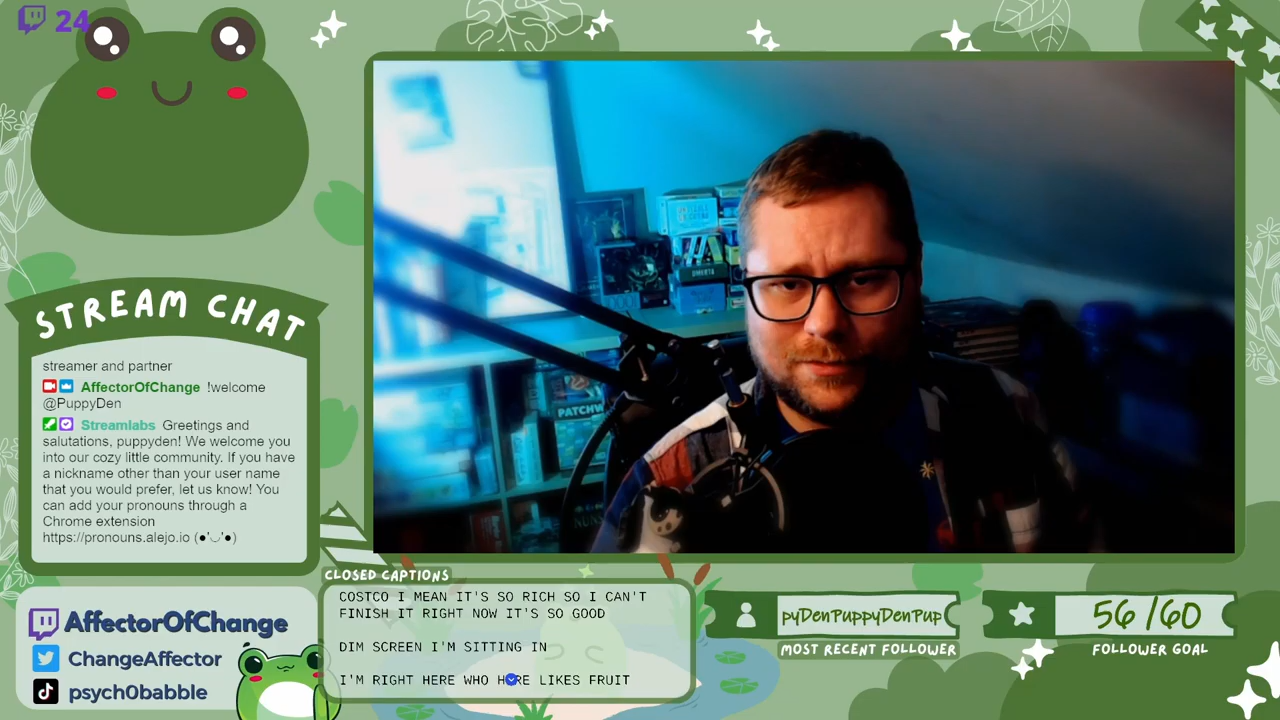 24
STREAM CHAT
streamer and partner
AffectorOfChange !welcome
@PuppyDen
Streamlabs Greetings and
salutations, puppyden! We welcome you
into our cozy little community. If you have
a nickname other than your user name
that you would prefer, let us know! You
can add your pronouns through a
Chrome extension
https://pronouns.alejo.io (●'◡'●)
AffectorOfChange
ChangeAffector
psych0babble
PATCHW
CLOSED CAPTIONS
COSTCO I MEAN IT'S SO RICH SO I CAN'T
FINISH IT RIGHT NOW IT'S SO GOOD
DIM SCREEN I'M SITTING IN
I'M RIGHT HERE WHO HERE LIKES FRUIT
pyDenPuppyDenPup
MOST RECENT FOLLOWER
56/60
FOLLOWER GOAL